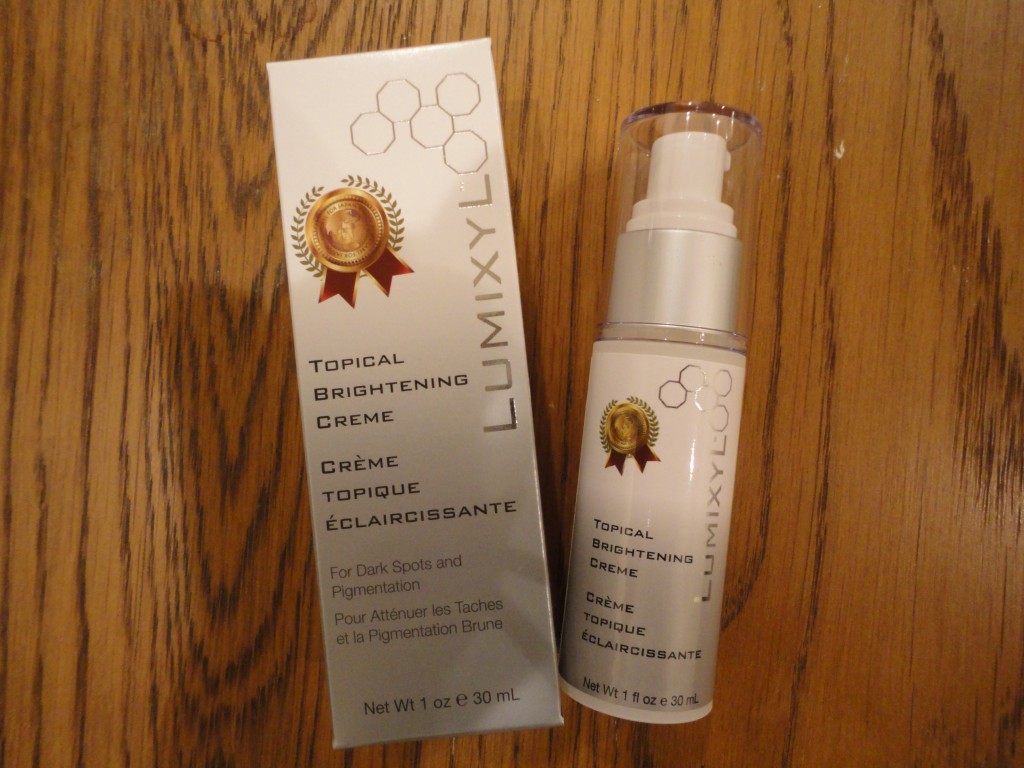 LUMIXYL
TOPICAL
BRIGHTENING
CREME
CRÈME
TOPIQUE
ÉCLAIRCISSANTE
For Dark Spots and
Pigmentation
Pour Atténuer les Taches
et la Pigmentation Brune
Net Wt 1 oz e 30 mL
LUMIXYL
TOPICAL
BRIGHTENING
CREME
CRÈME
TOPIQUE
ÉCLAIRCISSANTE
Net Wt 1 fl oz e 30 mL